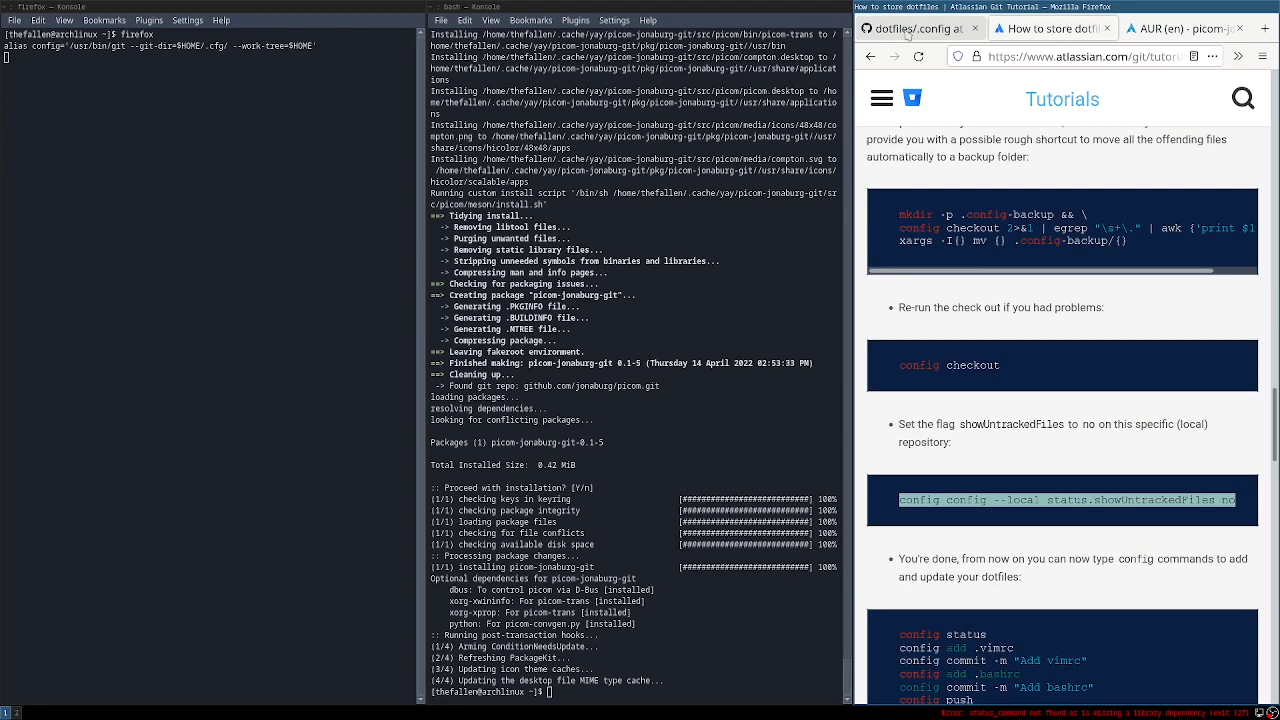 ~ : firefox — Konsole
File Edit View Bookmarks Plugins Settings Help
[thefallen@archlinux ~]$ firefox
alias config='/usr/bin/git --git-dir=$HOME/.cfg/ --work-tree=$HOME'
~ : bash — Konsole
File Edit View Bookmarks Plugins Settings Help
Installing /home/thefallen/.cache/yay/picom-jonaburg-git/src/picom/bin/picom-trans to /
/home/thefallen/.cache/yay/picom-jonaburg-git/pkg/picom-jonaburg-git//usr/bin
Installing /home/thefallen/.cache/yay/picom-jonaburg-git/src/picom/compton.desktop to /
home/thefallen/.cache/yay/picom-jonaburg-git/pkg/picom-jonaburg-git//usr/share/applicat
ions
Installing /home/thefallen/.cache/yay/picom-jonaburg-git/src/picom/picom.desktop to /ho
me/thefallen/.cache/yay/picom-jonaburg-git/pkg/picom-jonaburg-git//usr/share/applicatio
ns
Installing /home/thefallen/.cache/yay/picom-jonaburg-git/src/picom/media/icons/48x48/co
mpton.png to /home/thefallen/.cache/yay/picom-jonaburg-git/pkg/picom-jonaburg-git//usr/
share/icons/hicolor/48x48/apps
Installing /home/thefallen/.cache/yay/picom-jonaburg-git/src/picom/media/compton.svg to
/home/thefallen/.cache/yay/picom-jonaburg-git/pkg/picom-jonaburg-git//usr/share/icons/
hicolor/scalable/apps
Running custom install script '/bin/sh /home/thefallen/.cache/yay/picom-jonaburg-git/sr
c/picom/meson/install.sh'
==> Tidying install...
-> Removing libtool files...
-> Purging unwanted files...
-> Removing static library files...
-> Stripping unneeded symbols from binaries and libraries...
-> Compressing man and info pages...
==> Checking for packaging issues...
==> Creating package "picom-jonaburg-git"...
-> Generating .PKGINFO file...
-> Generating .BUILDINFO file...
-> Generating .MTREE file...
-> Compressing package...
==> Leaving fakeroot environment.
==> Finished making: picom-jonaburg-git 0.1-5 (Thursday 14 April 2022 02:53:33 PM)
==> Cleaning up...
-> Found git repo: github.com/jonaburg/picom.git
loading packages...
resolving dependencies...
looking for conflicting packages...
Packages (1) picom-jonaburg-git-0.1-5
Total Installed Size:  0.42 MiB
:: Proceed with installation? [Y/n]
(1/1) checking keys in keyring [############################] 100%
(1/1) checking package integrity [############################] 100%
(1/1) loading package files [############################] 100%
(1/1) checking for file conflicts [############################] 100%
(1/1) checking available disk space [############################] 100%
:: Processing package changes...
(1/1) installing picom-jonaburg-git [############################] 100%
Optional dependencies for picom-jonaburg-git
dbus: To control picom via D-Bus [installed]
xorg-xwininfo: For picom-trans [installed]
xorg-xprop: For picom-trans [installed]
python: For picom-convgen.py [installed]
:: Running post-transaction hooks...
(1/4) Arming ConditionNeedsUpdate...
(2/4) Refreshing PackageKit...
(3/4) Updating icon theme caches...
(4/4) Updating the desktop file MIME type cache...
[thefallen@archlinux ~]$
How to store dotfiles | Atlassian Git Tutorial — Mozilla Firefox
dotfiles/.config at
How to store dotfil
AUR (en) - picom-jo
https://www.atlassian.com/git/tutori
Tutorials
provide you with a possible rough shortcut to move all the offending files
automatically to a backup folder:
mkdir -p .config-backup && \
config checkout 2>&1 | egrep "\s+\." | awk {'print $1
xargs -I{} mv {} .config-backup/{}
• Re-run the check out if you had problems:
config checkout
• Set the flag showUntrackedFiles to no on this specific (local)
repository:
config config --local status.showUntrackedFiles no
• You're done, from now on you can now type config commands to add
and update your dotfiles:
config status
config add .vimrc
config commit -m "Add vimrc"
config add .bashrc
config commit -m "Add bashrc"
config push
1 2
Error: status_command not found or is missing a library dependency (exit 127)